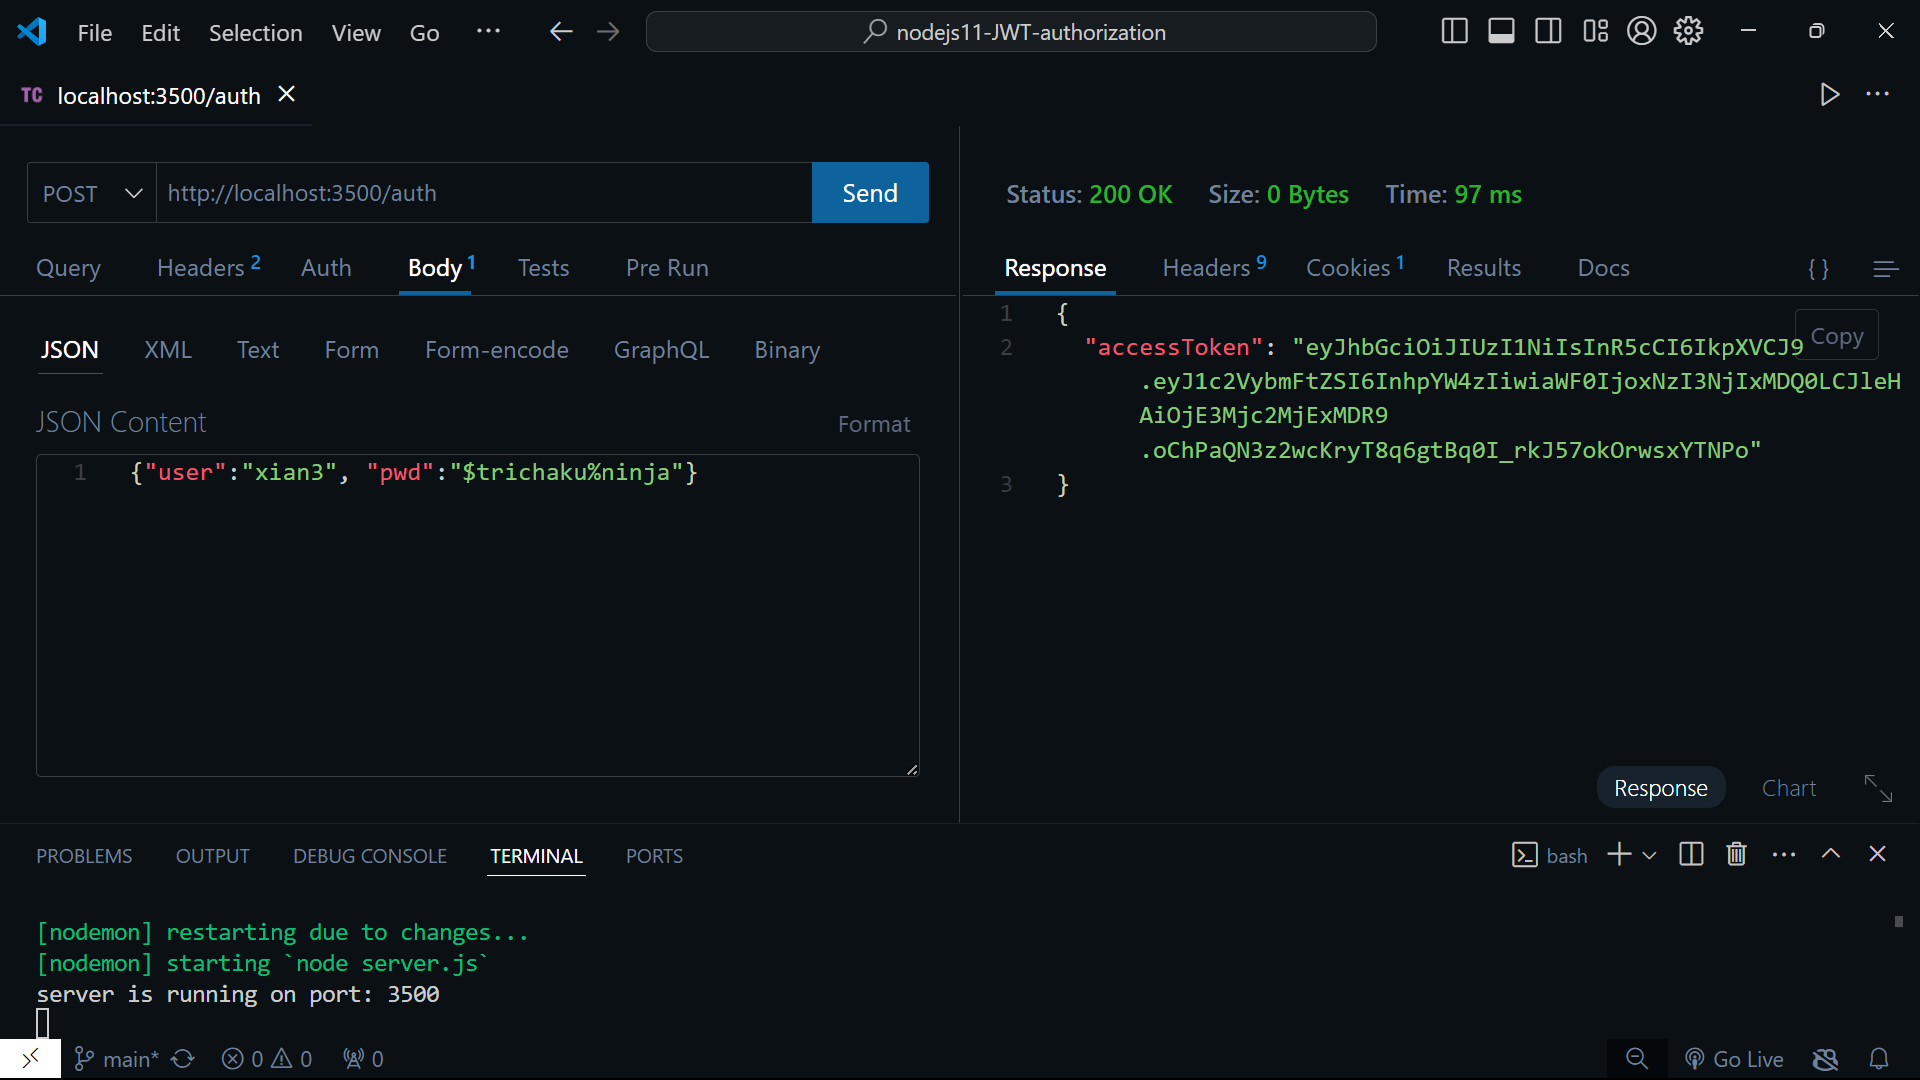 File Edit Selection View Go ··· nodejs11-JWT-authorization
TC localhost:3500/auth
POST http://localhost:3500/auth Send
Status: 200 OK Size: 0 Bytes Time: 97 ms
Query Headers 2 Auth Body 1 Tests Pre Run
Response Headers 9 Cookies 1 Results Docs { }
JSON XML Text Form Form-encode GraphQL Binary
JSON Content Format
1 {"user":"xian3", "pwd":"$trichaku%ninja"}
Copy
1 {
2 "accessToken": "eyJhbGciOiJIUzI1NiIsInR5cCI6IkpXVCJ9
.eyJ1c2VybmFtZSI6InhpYW4zIiwiaWF0IjoxNzI3NjIxMDQ0LCJleH
AiOjE3Mjc2MjExMDR9
.oChPaQN3z2wcKryT8q6gtBq0I_rkJ57okOrwsxYTNPo"
3 }
Response Chart
PROBLEMS OUTPUT DEBUG CONSOLE TERMINAL PORTS bash
[nodemon] restarting due to changes...
[nodemon] starting `node server.js`
server is running on port: 3500
main* 0 0 0 Go Live